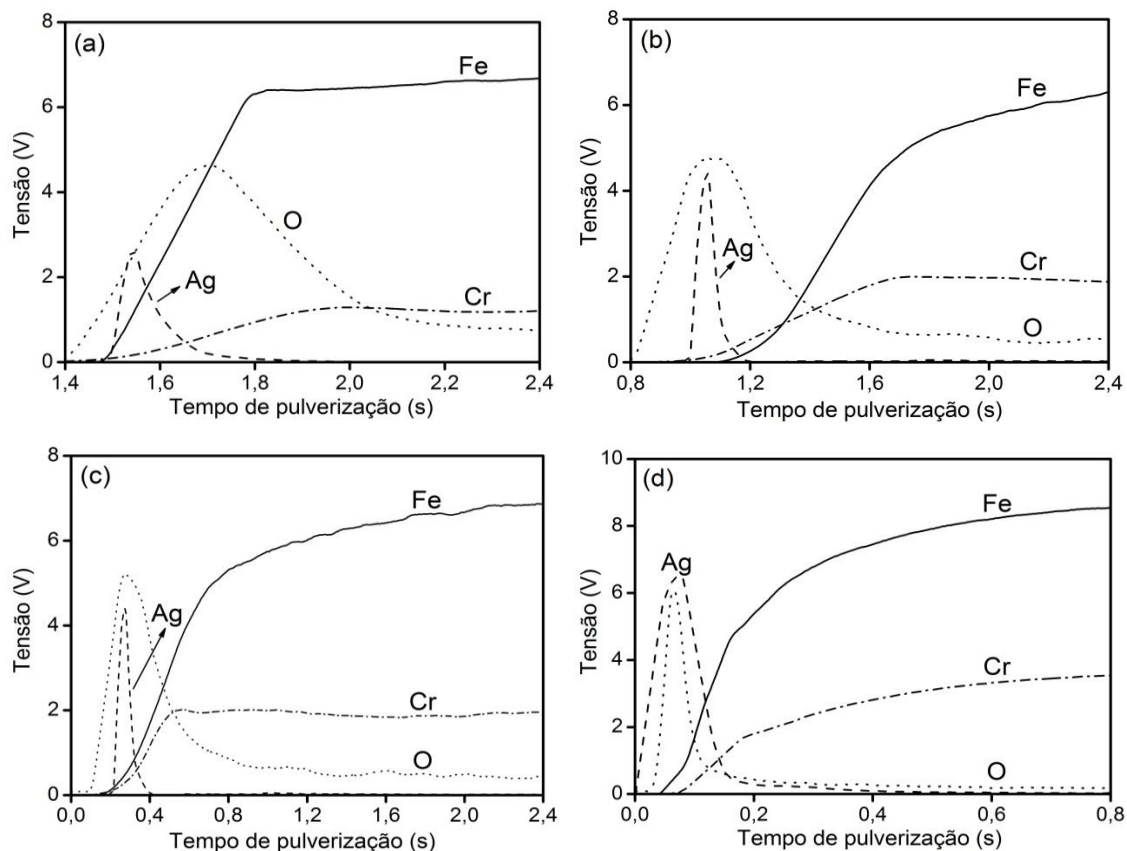 (a)
8
6
4
2
0
Tensão (V)
Fe
O
Ag
Cr
1,4 1,6 1,8 2,0 2,2 2,4
Tempo de pulverização (s)
(b)
8
6
4
2
0
Tensão (V)
Fe
Ag
Cr
O
0,8 1,2 1,6 2,0 2,4
Tempo de pulverização (s)
(c)
8
6
4
2
0
Tensão (V)
Fe
Ag
Cr
O
0,0 0,4 0,8 1,2 1,6 2,0 2,4
Tempo de pulverização (s)
(d)
10
8
6
4
2
0
Tensão (V)
Fe
Ag
Cr
O
0,0 0,2 0,4 0,6 0,8
Tempo de pulverização (s)